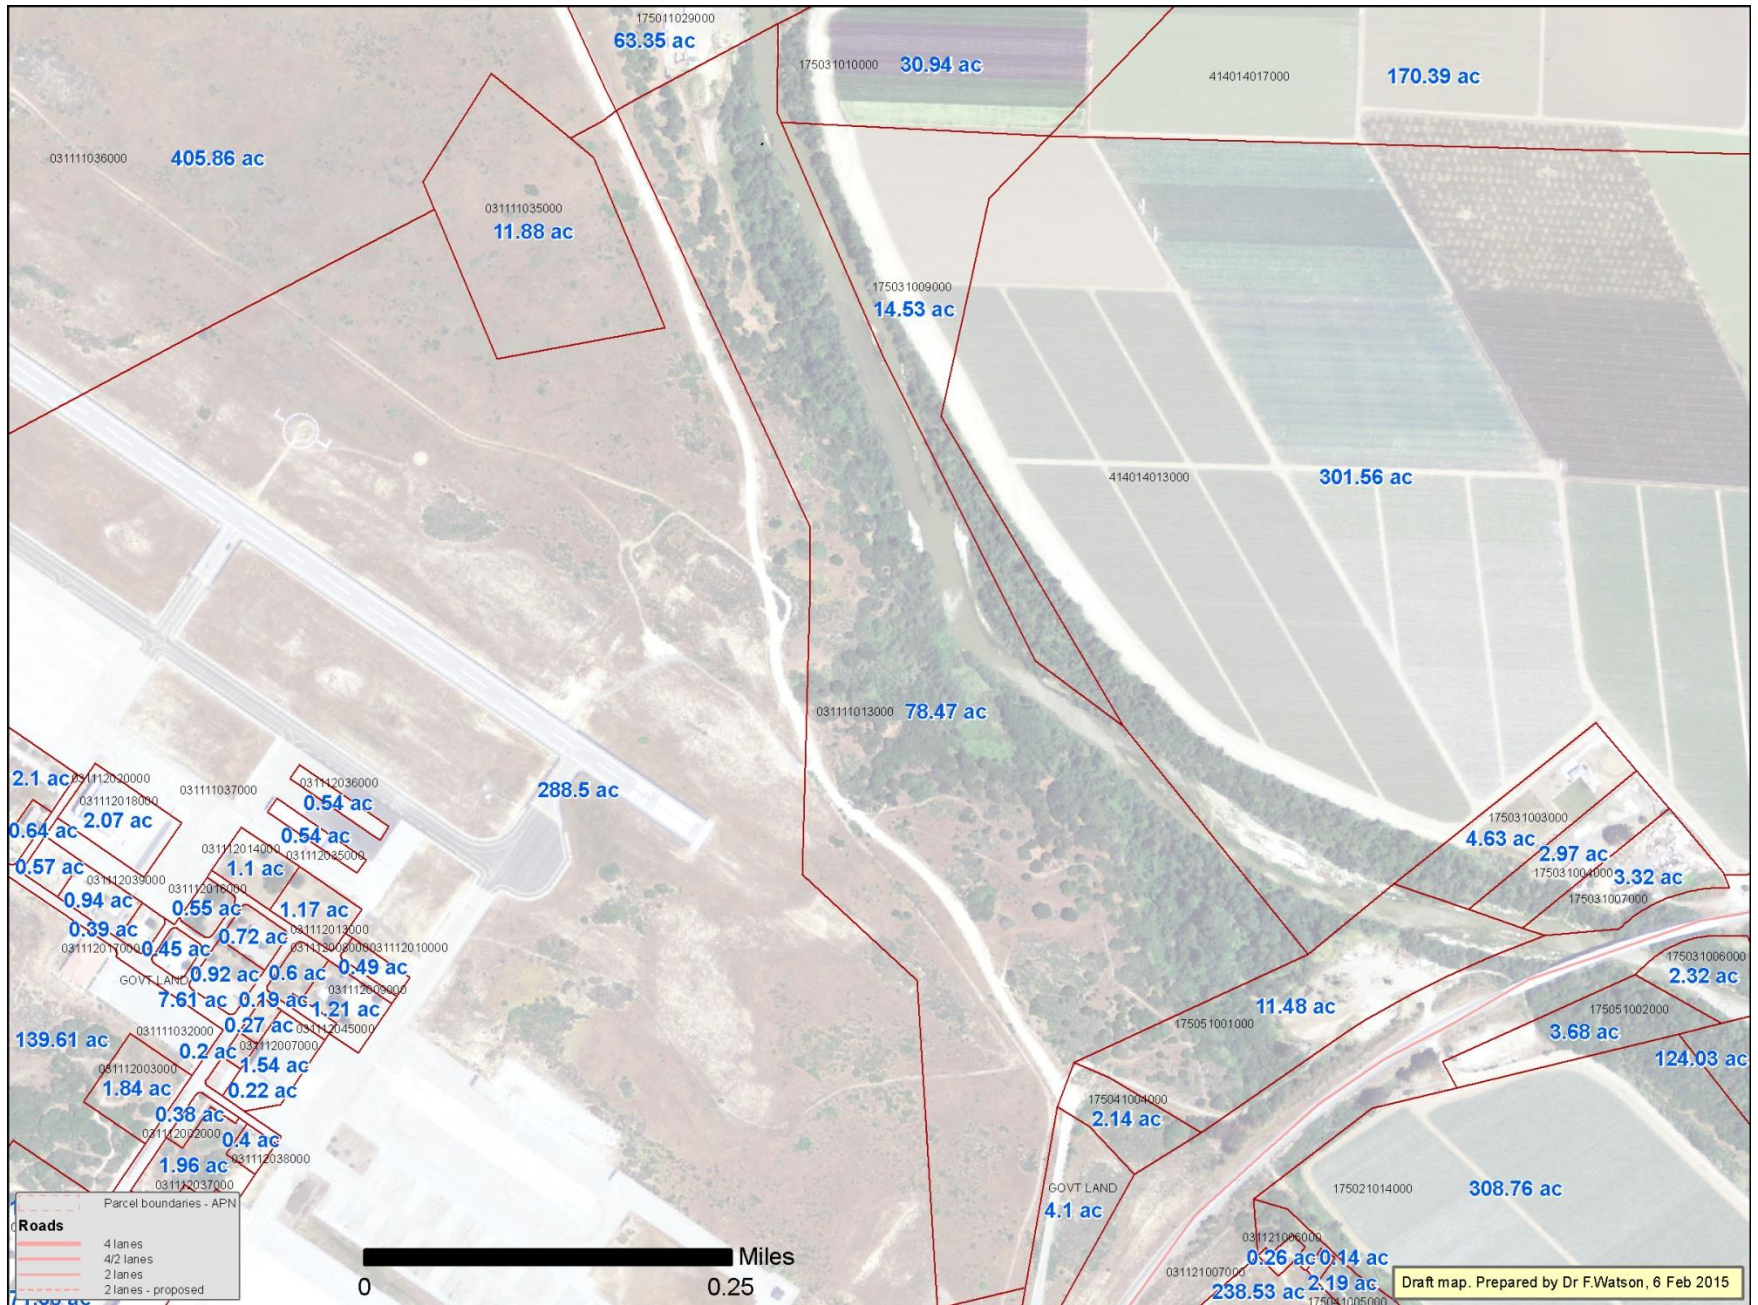 175011029000
63.35 ac
175031010000
30.94 ac
414014017000
170.39 ac
031111036000
405.86 ac
031111035000
11.88 ac
175031009000
14.53 ac
414014013000
301.56 ac
031111013000
78.47 ac
2.1 ac
031112020000
031112018000
2.07 ac
031111037000
031112036000
0.54 ac
288.5 ac
0.64 ac
0.54 ac
175031003000
4.63 ac
031112014000
031112035000
1.1 ac
2.97 ac
0.57 ac
031112039000
175031004000
3.32 ac
031112016000
0.94 ac
0.55 ac
1.17 ac
175031007000
0.39 ac
0.72 ac
031112013000
031112017000
0.45 ac
031112008000
031112010000
175031006000
0.92 ac
0.6 ac
0.49 ac
2.32 ac
GOVT LAND
031112009000
7.61 ac
0.19 ac
1.21 ac
11.48 ac
175051002000
031111032000
0.27 ac
031112045000
175051001000
3.68 ac
139.61 ac
0.2 ac
031112007000
124.03 ac
031112003000
1.54 ac
1.84 ac
0.22 ac
175041004000
0.38 ac
2.14 ac
031112002000
0.4 ac
1.96 ac
031112038000
031112037000
GOVT LAND
4.1 ac
175021014000
308.76 ac
Parcel boundaries - APN
Roads
4 lanes
4/2 lanes
2 lanes
2 lanes - proposed
Miles
0
0.25
031121006000
0.26 ac
0.14 ac
031121007000
2.19 ac
238.53 ac
175041005000
Draft map. Prepared by Dr F.Watson, 6 Feb 2015